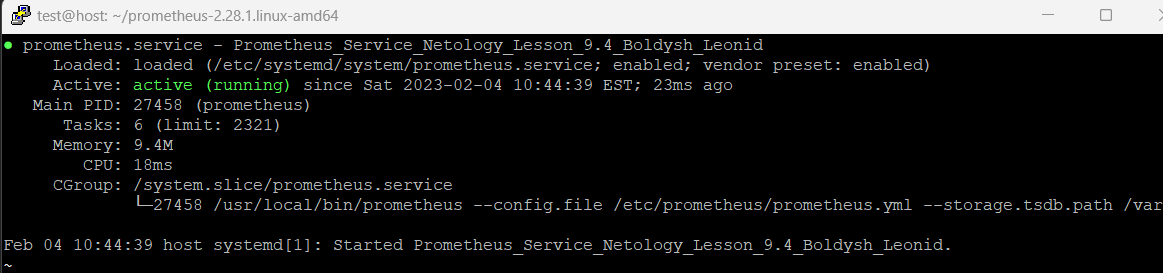 test@host: ~/prometheus-2.28.1.linux-amd64
● prometheus.service - Prometheus_Service_Netology_Lesson_9.4_Boldysh_Leonid
Loaded: loaded (/etc/systemd/system/prometheus.service; enabled; vendor preset: enabled)
Active: active (running) since Sat 2023-02-04 10:44:39 EST; 23ms ago
Main PID: 27458 (prometheus)
Tasks: 6 (limit: 2321)
Memory: 9.4M
CPU: 18ms
CGroup: /system.slice/prometheus.service
└─27458 /usr/local/bin/prometheus --config.file /etc/prometheus/prometheus.yml --storage.tsdb.path /var
Feb 04 10:44:39 host systemd[1]: Started Prometheus_Service_Netology_Lesson_9.4_Boldysh_Leonid.
~